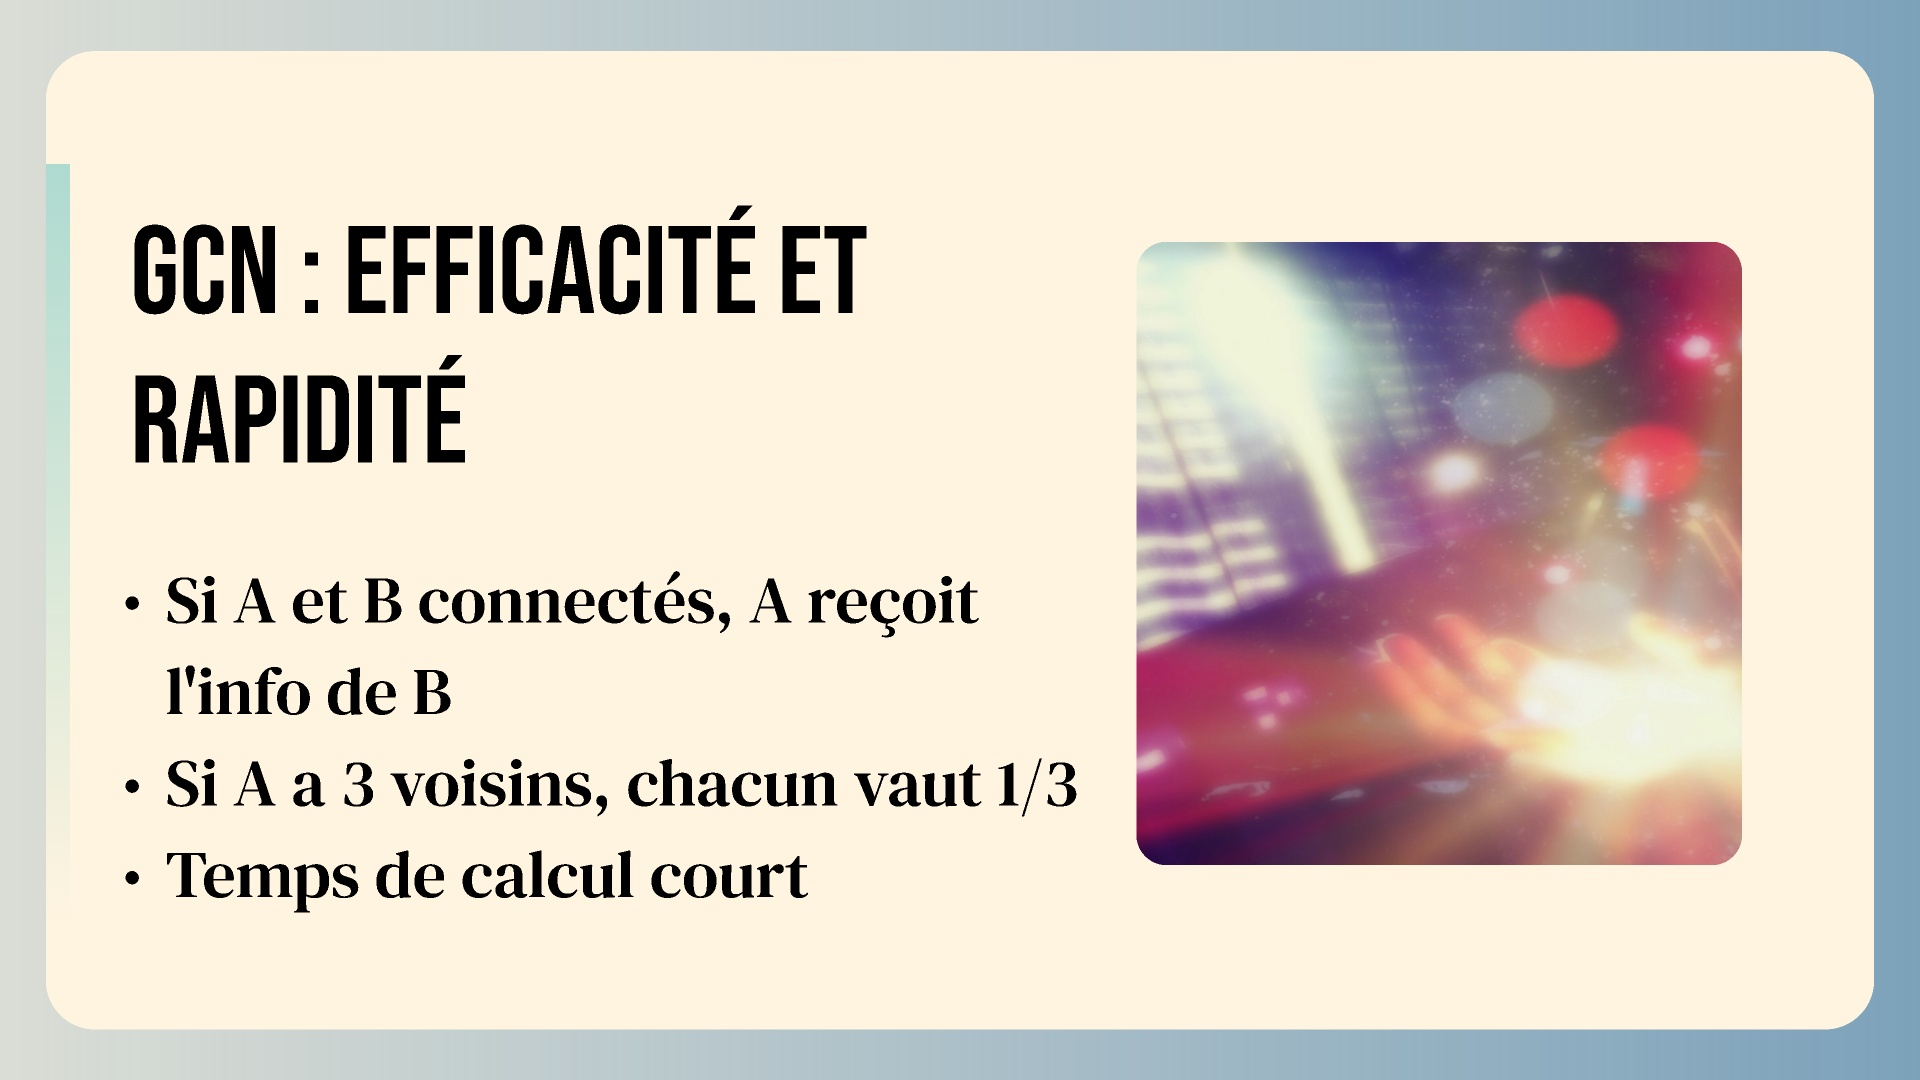 GCN : EFFICACITÉ ET
RAPIDITÉ
• Si A et B connectés, A reçoit
l'info de B
• Si A a 3 voisins, chacun vaut 1/3
• Temps de calcul court